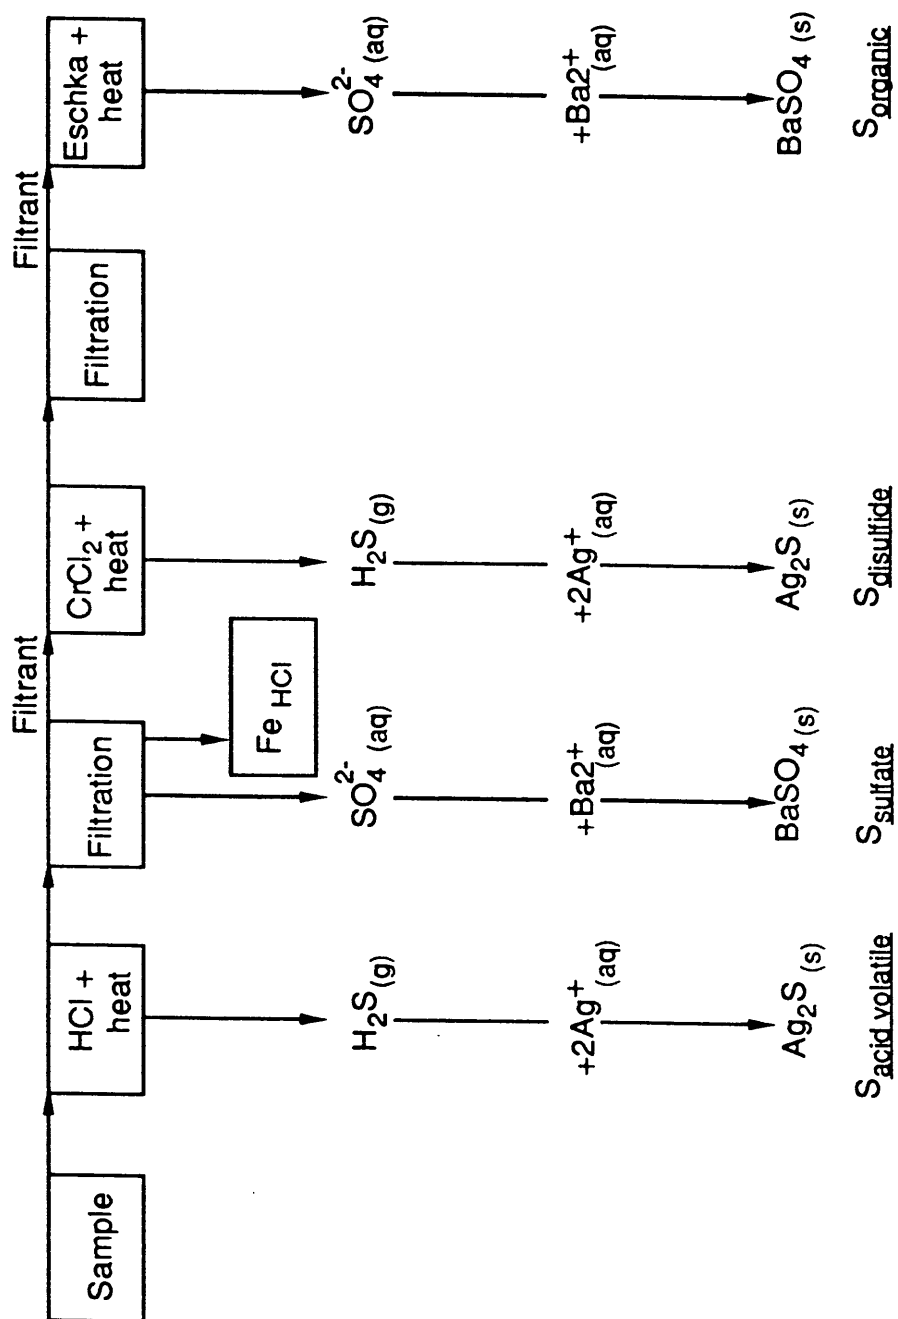 Sample
HCl +
heat
Filtration
Filtrant
CrCl₂ +
heat
Filtration
Filtrant
Eschka +
heat
Fe HCl
H₂S(g)
SO₄²⁻(aq)
H₂S(g)
SO₄²⁻(aq)
+2Ag⁺(aq)
+Ba2+(aq)
+2Ag⁺(aq)
+Ba2+(aq)
Ag₂S(s)
BaSO₄(s)
Ag₂S(s)
BaSO₄(s)
Sacid volatile
Ssulfate
Sdisulfide
Sorganic